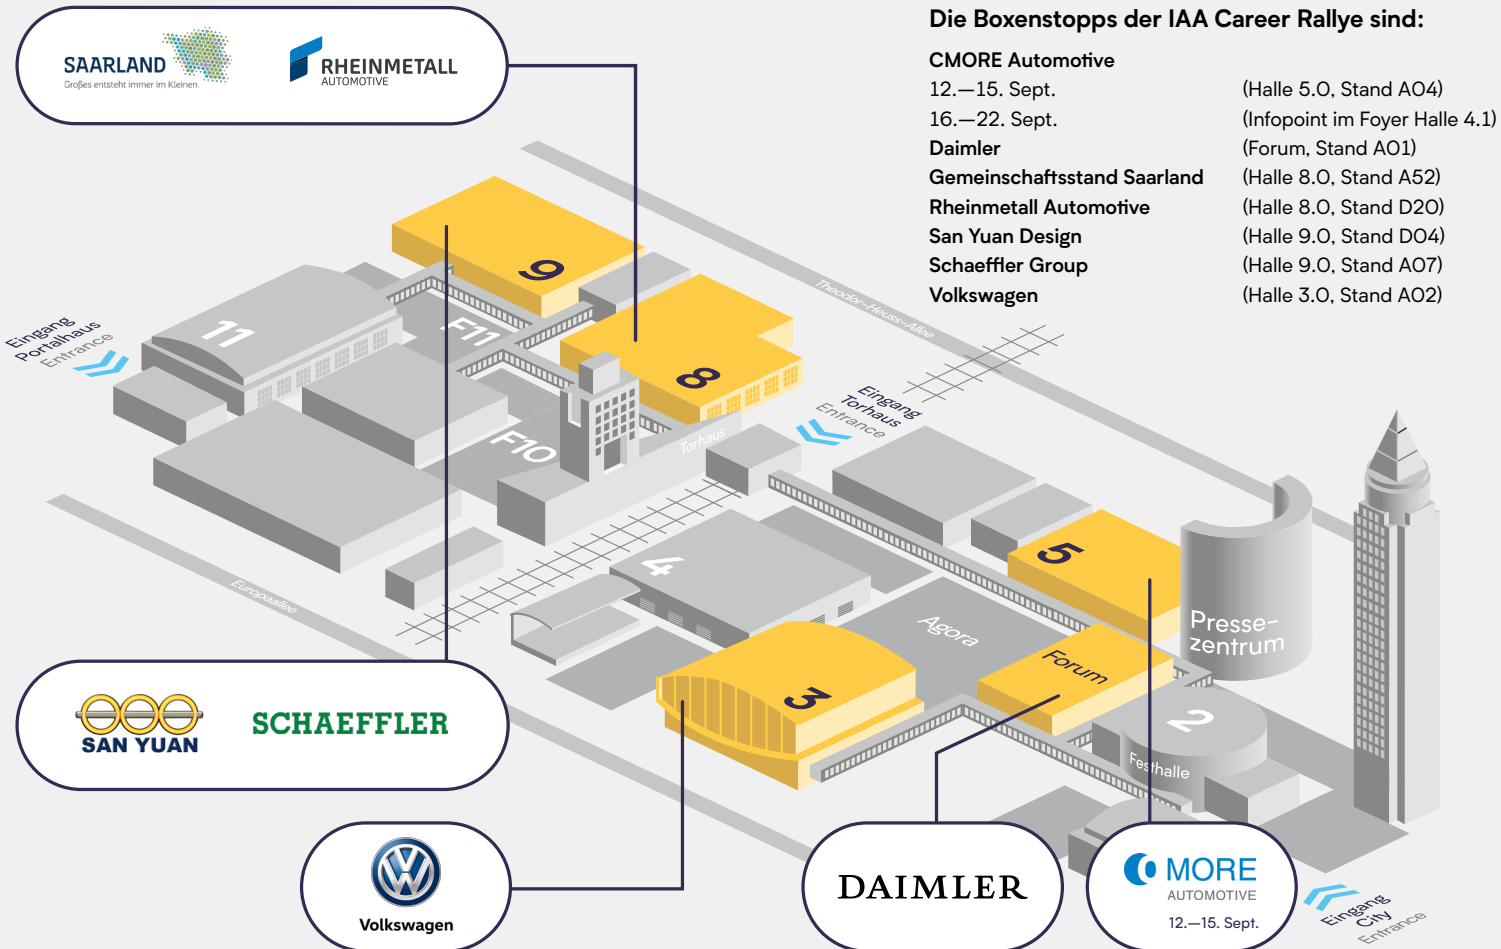 SAARLAND
Großes entsteht immer im Kleinen.
RHEINMETALL
AUTOMOTIVE
Die Boxenstopps der IAA Career Rallye sind:
CMORE Automotive
12.—15. Sept. (Halle 5.0, Stand A04)
16.—22. Sept. (Infopoint im Foyer Halle 4.1)
Daimler (Forum, Stand A01)
Gemeinschaftsstand Saarland (Halle 8.0, Stand A52)
Rheinmetall Automotive (Halle 8.0, Stand D20)
San Yuan Design (Halle 9.0, Stand D04)
Schaeffler Group (Halle 9.0, Stand A07)
Volkswagen (Halle 3.0, Stand A02)
Theodor-Heuss-Allee
9
Eingang
Portalhaus
Entrance
11
F11
8
Eingang
Torhaus
Entrance
F10
Torhaus
5
4
Europaallee
Agora
Presse-
zentrum
Forum
3
2
Festhalle
SAN YUAN
SCHAEFFLER
Volkswagen
DAIMLER
CMORE
AUTOMOTIVE
12.—15. Sept.
Eingang
City
Entrance